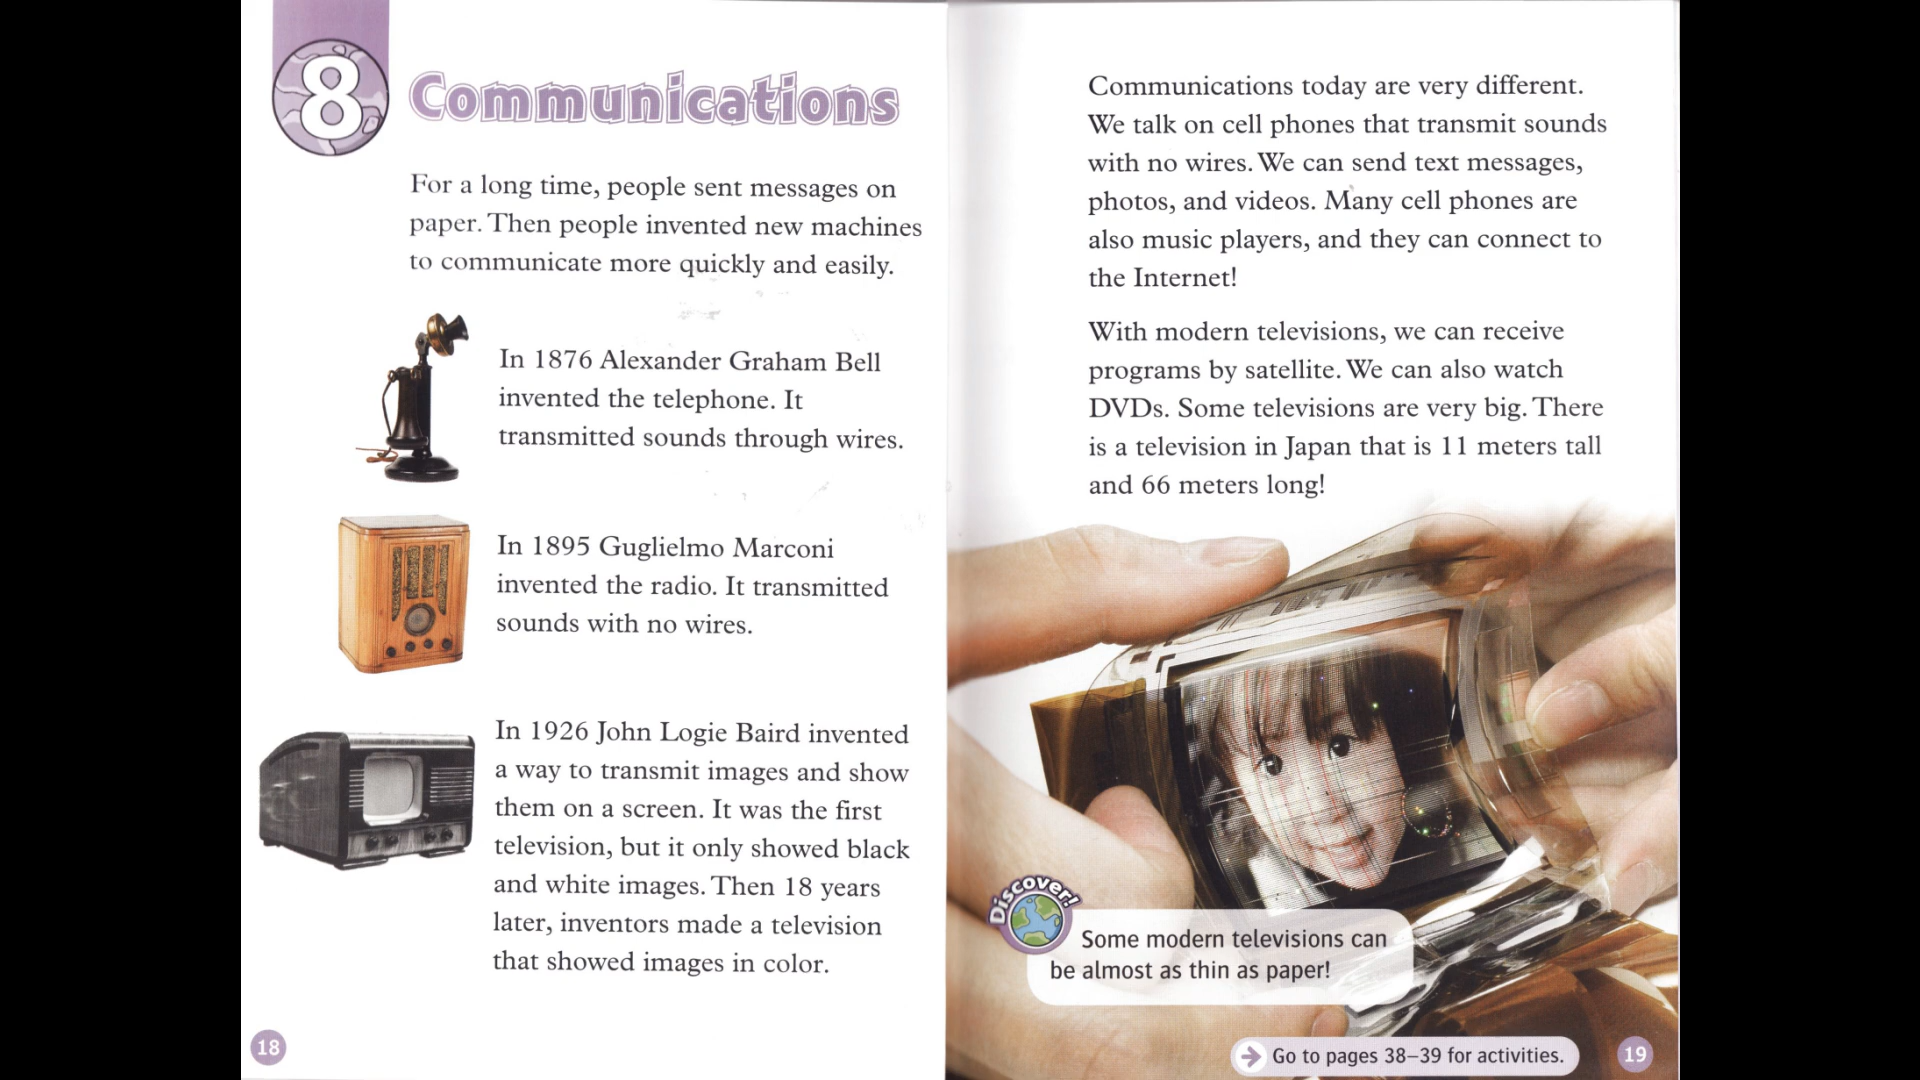 8
Communications
For a long time, people sent messages on
paper. Then people invented new machines
to communicate more quickly and easily.
In 1876 Alexander Graham Bell
invented the telephone. It
transmitted sounds through wires.
In 1895 Guglielmo Marconi
invented the radio. It transmitted
sounds with no wires.
In 1926 John Logie Baird invented
a way to transmit images and show
them on a screen. It was the first
television, but it only showed black
and white images. Then 18 years
later, inventors made a television
that showed images in color.
18
Communications today are very different.
We talk on cell phones that transmit sounds
with no wires. We can send text messages,
photos, and videos. Many cell phones are
also music players, and they can connect to
the Internet!
With modern televisions, we can receive
programs by satellite. We can also watch
DVDs. Some televisions are very big. There
is a television in Japan that is 11 meters tall
and 66 meters long!
Discover!
Some modern televisions can
be almost as thin as paper!
Go to pages 38–39 for activities.
19